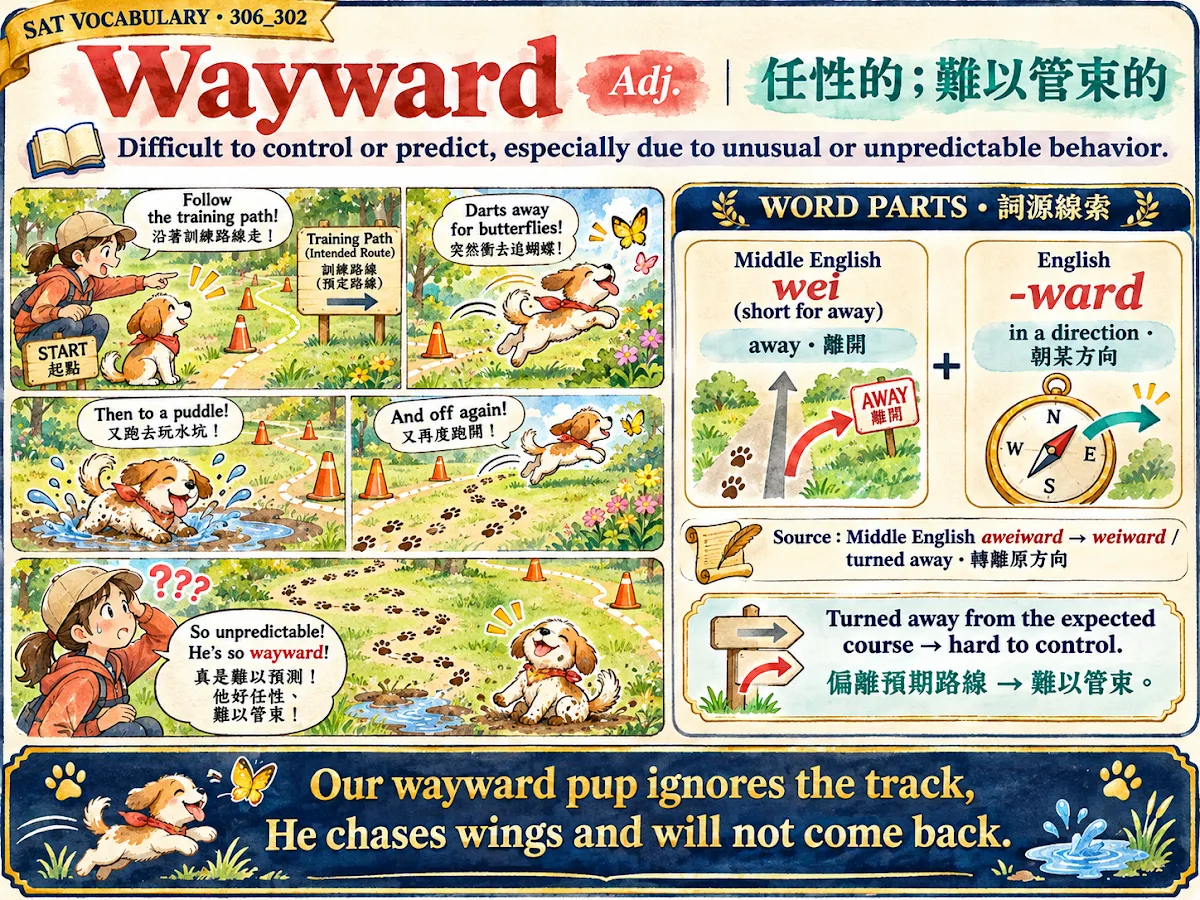 SAT VOCABULARY • 306_302
Wayward
Adj.
任性的；難以管束的
Difficult to control or predict, especially due to unusual or unpredictable behavior.
Follow
the training path!
沿著訓練路線走！
START
起點
Training Path
(Intended Route)
訓練路線
(預定路線)
Darts away
for butterflies!
突然衝去追蝴蝶！
Then to a puddle!
又跑去玩水坑！
And off again!
又再度跑開！
???
So unpredictable!
He's so wayward!
真是難以預測！
他好任性、
難以管束！
WORD PARTS • 詞源線索
Middle English
wei
(short for away)
away • 離開
AWAY
離開
+
English
-ward
in a direction •
朝某方向
N
W
E
S
Source : Middle English aweiward → weiward /
turned away • 轉離原方向
Turned away from the expected
course → hard to control.
偏離預期路線 → 難以管束。
Our wayward pup ignores the track,
He chases wings and will not come back.